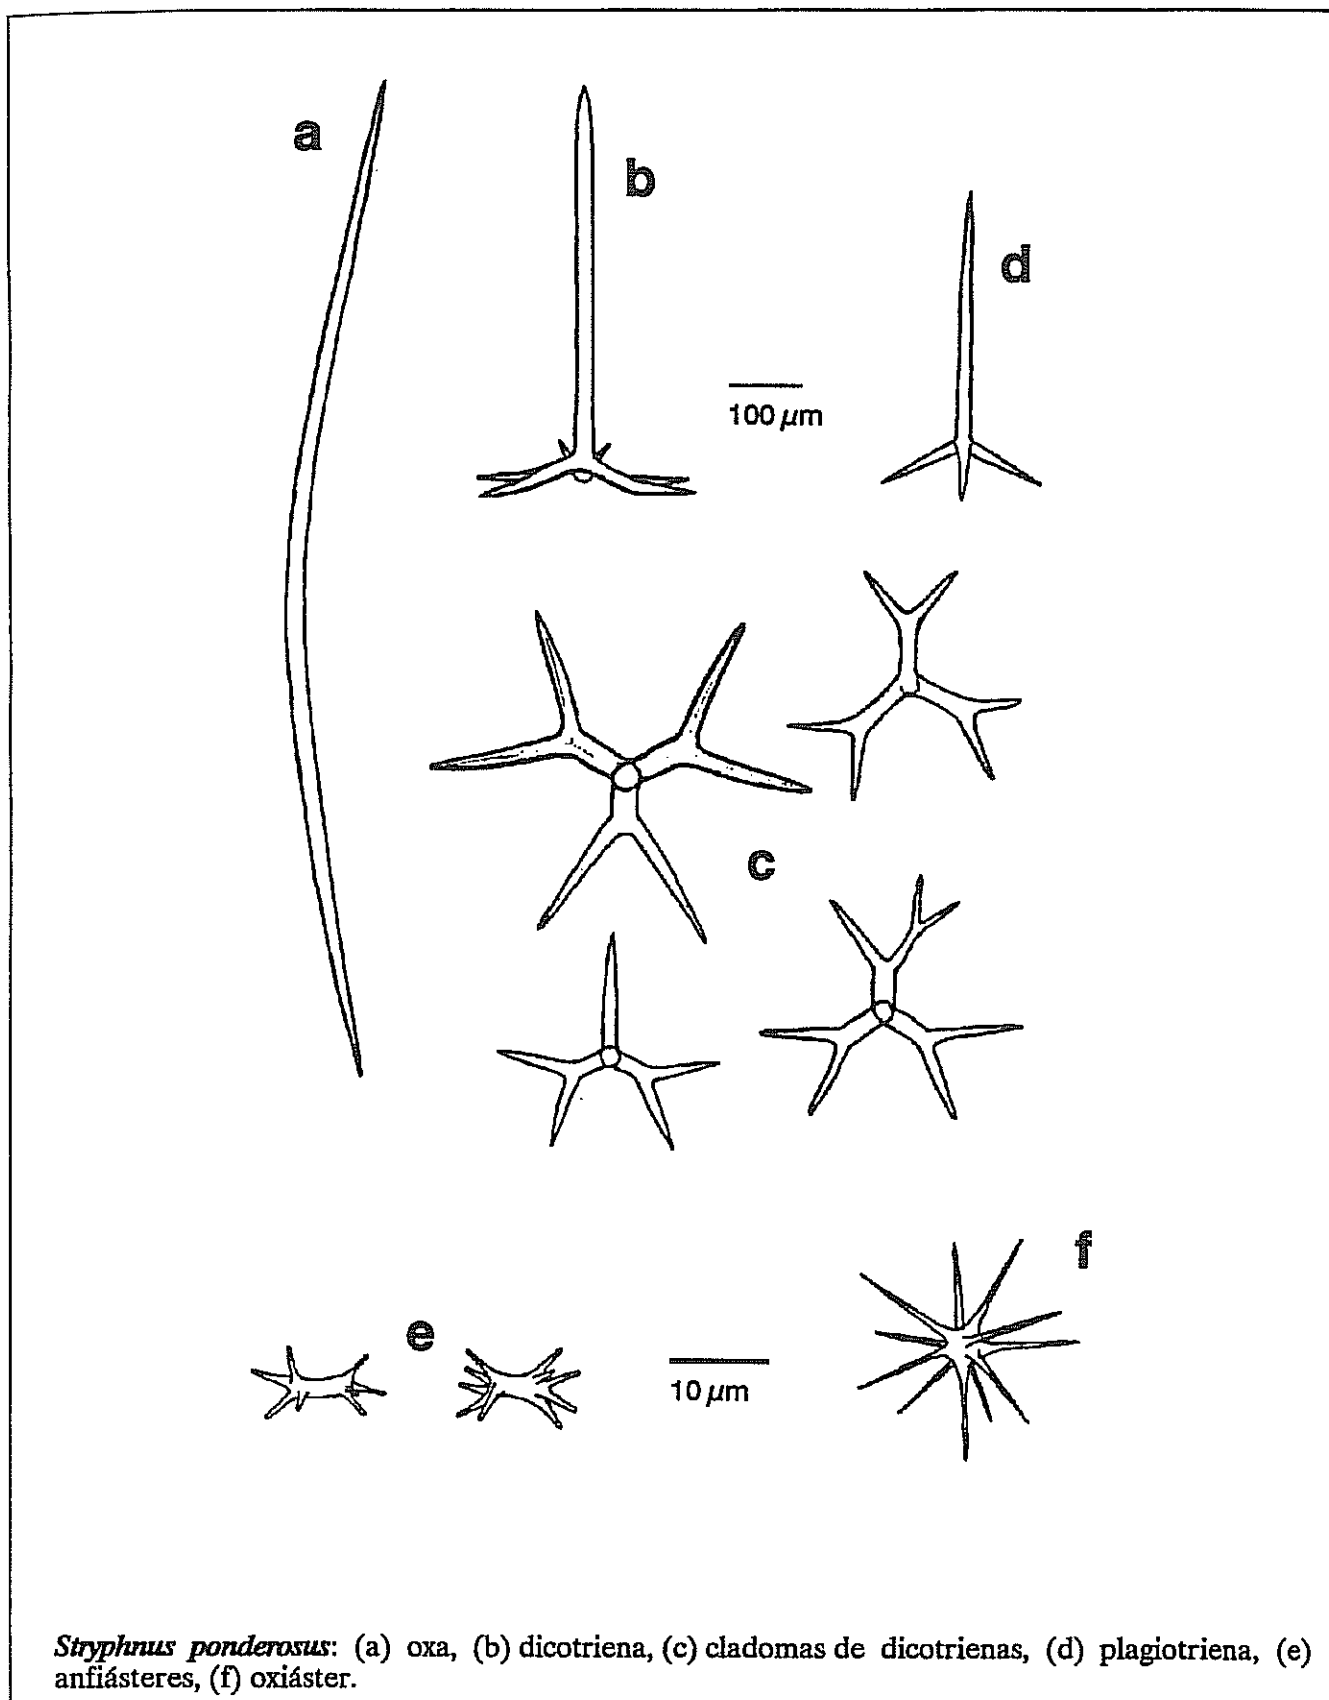 a
b
d
100 µm
c
f
e
10 µm
Stryphnus ponderosus: (a) oxa, (b) dicotriena, (c) cladomas de dicotrienas, (d) plagiotriena, (e)
anfiásteres, (f) oxiáster.